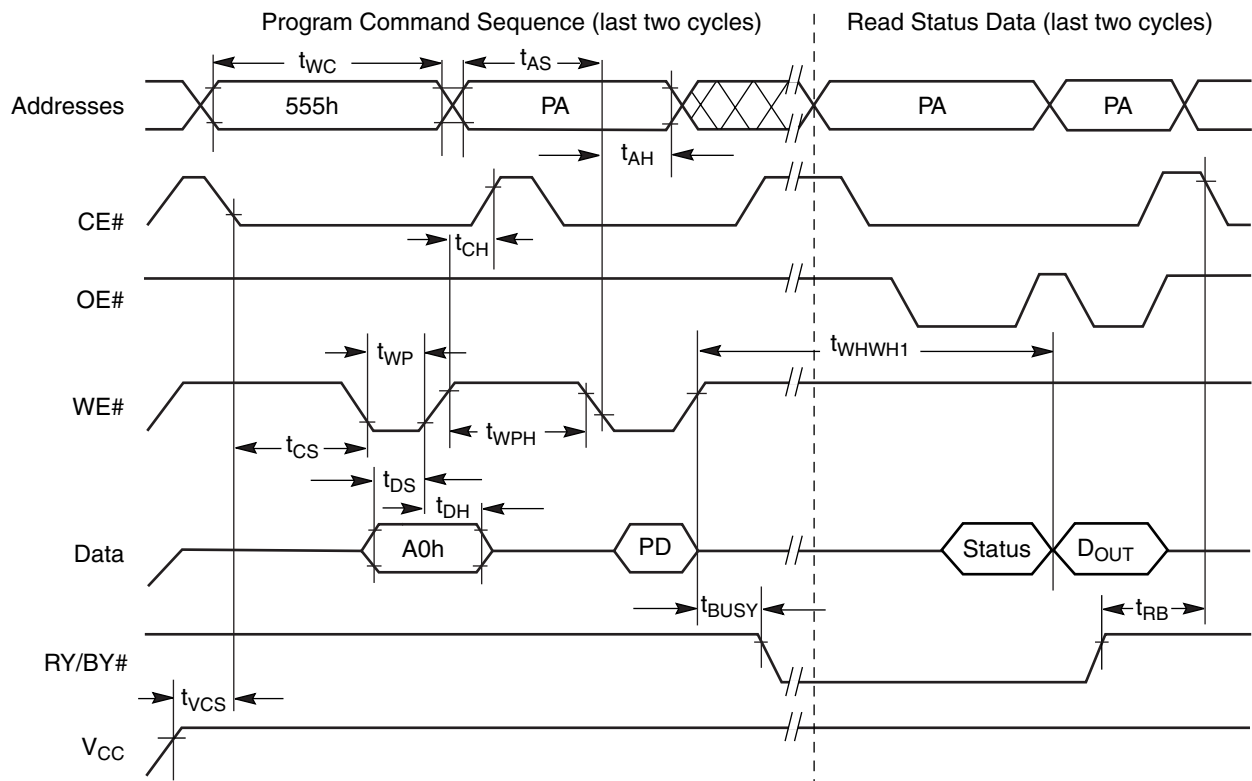 Program Command Sequence (last two cycles) Read Status Data (last two cycles)
tWC tAS
Addresses 555h PA PA PA
tAH
CE#
tCH
OE#
tWP tWHWH1
WE#
tCS tWPH
tDS
tDH
Data A0h PD Status DOUT
tBUSY tRB
RY/BY#
tVCS
VCC